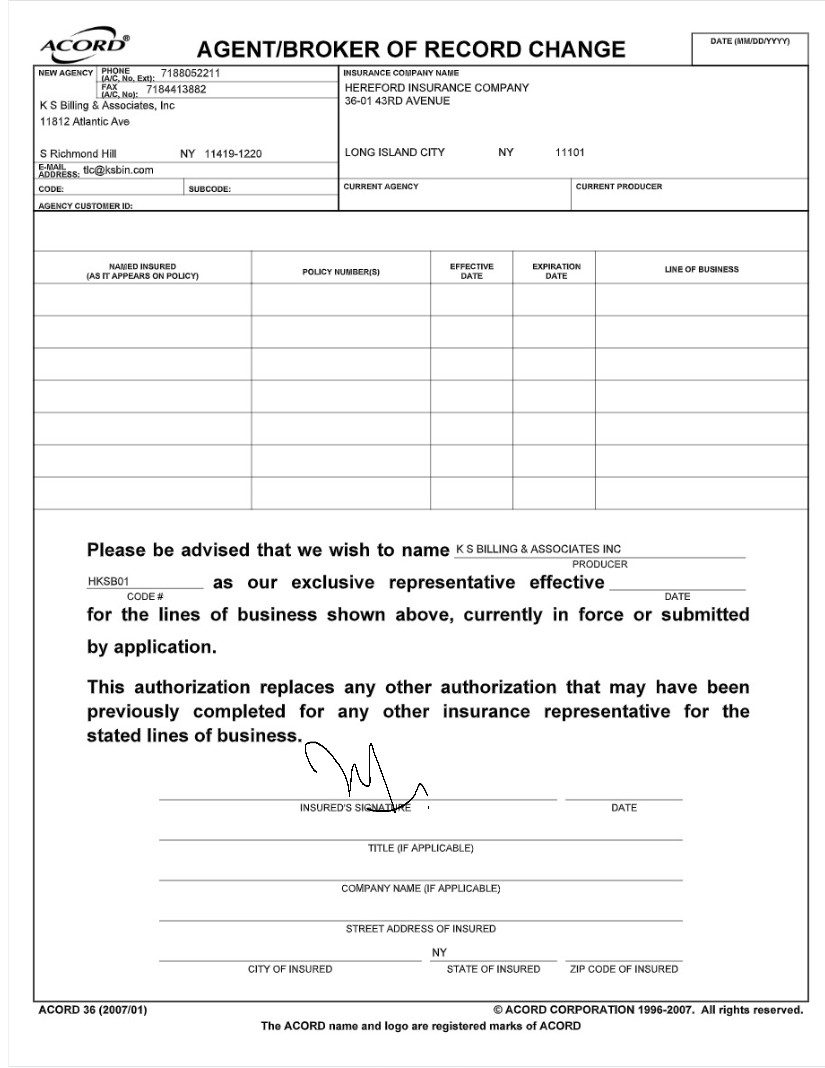 ACORD®
AGENT/BROKER OF RECORD CHANGE
DATE (MM/DD/YYYY)
NEW AGENCY
PHONE (A/C, No, Ext): 7188052211
FAX (A/C, No): 7184413882
K S Billing & Associates, Inc
11812 Atlantic Ave
S Richmond Hill NY 11419-1220
E-MAIL ADDRESS: tlc@ksbin.com
CODE: SUBCODE:
AGENCY CUSTOMER ID:
INSURANCE COMPANY NAME
HEREFORD INSURANCE COMPANY
36-01 43RD AVENUE
LONG ISLAND CITY NY 11101
CURRENT AGENCY CURRENT PRODUCER
NAMED INSURED
(AS IT APPEARS ON POLICY)
POLICY NUMBER(S)
EFFECTIVE
DATE
EXPIRATION
DATE
LINE OF BUSINESS
Please be advised that we wish to name K S BILLING & ASSOCIATES INC
PRODUCER
HKSB01 as our exclusive representative effective
CODE # DATE
for the lines of business shown above, currently in force or submitted
by application.
This authorization replaces any other authorization that may have been
previously completed for any other insurance representative for the
stated lines of business.
INSURED'S SIGNATURE DATE
TITLE (IF APPLICABLE)
COMPANY NAME (IF APPLICABLE)
STREET ADDRESS OF INSURED
NY
CITY OF INSURED STATE OF INSURED ZIP CODE OF INSURED
ACORD 36 (2007/01) © ACORD CORPORATION 1996-2007. All rights reserved.
The ACORD name and logo are registered marks of ACORD